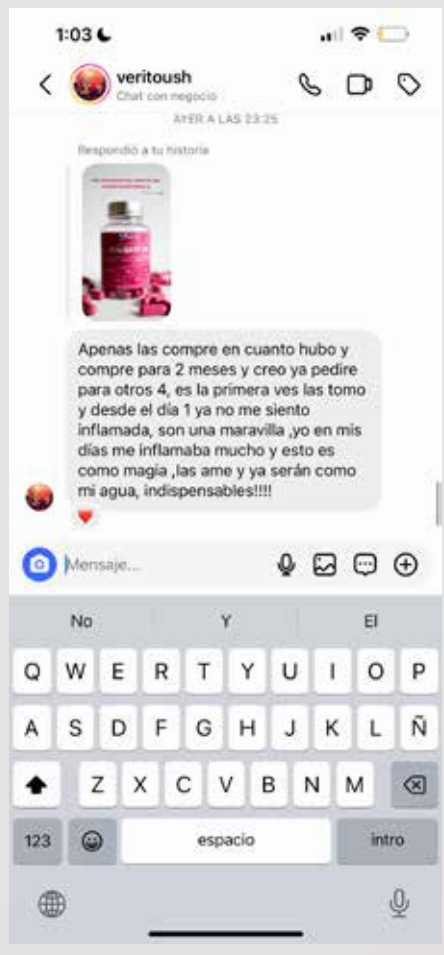 1:03
veritoush
Chat con negocio
AYER A LAS 23:25
Respondió a tu historia
Apenas las compre en cuanto hubo y
compre para 2 meses y creo ya pedire
para otros 4, es la primera ves las tomo
y desde el día 1 ya no me siento
inflamada, son una maravilla ,yo en mis
días me inflamaba mucho y esto es
como magia ,las ame y ya serán como
mi agua, indispensables!!!!
Mensaje...
No Y El
Q W E R T Y U I O P
A S D F G H J K L Ñ
Z X C V B N M
123 espacio intro